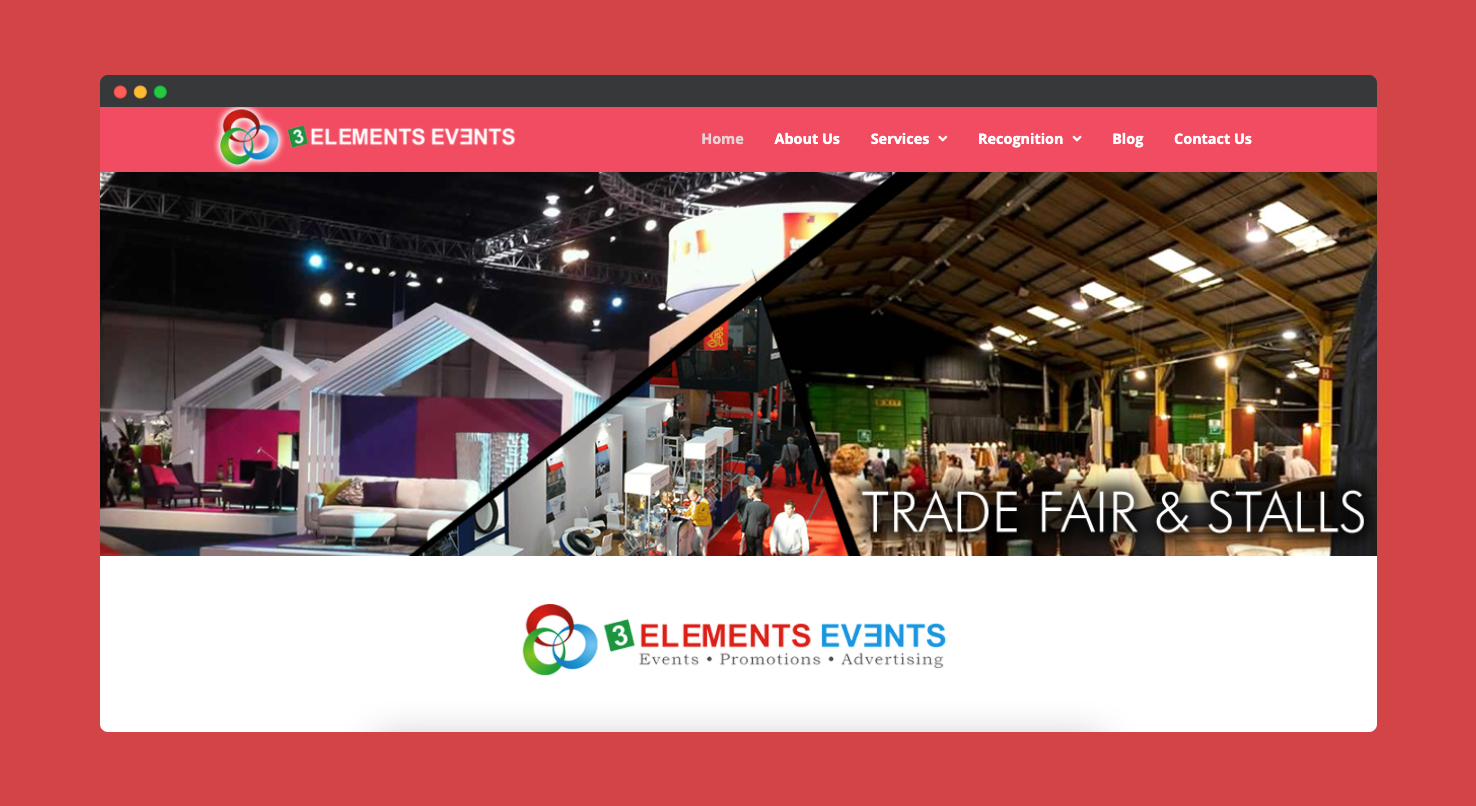 3 ELEMENTS EVƎNTS
Home About Us Services Recognition Blog Contact Us
EXIT
H
TRADE FAIR & STALLS
3 ELEMENTS EVƎNTS
Events • Promotions • Advertising